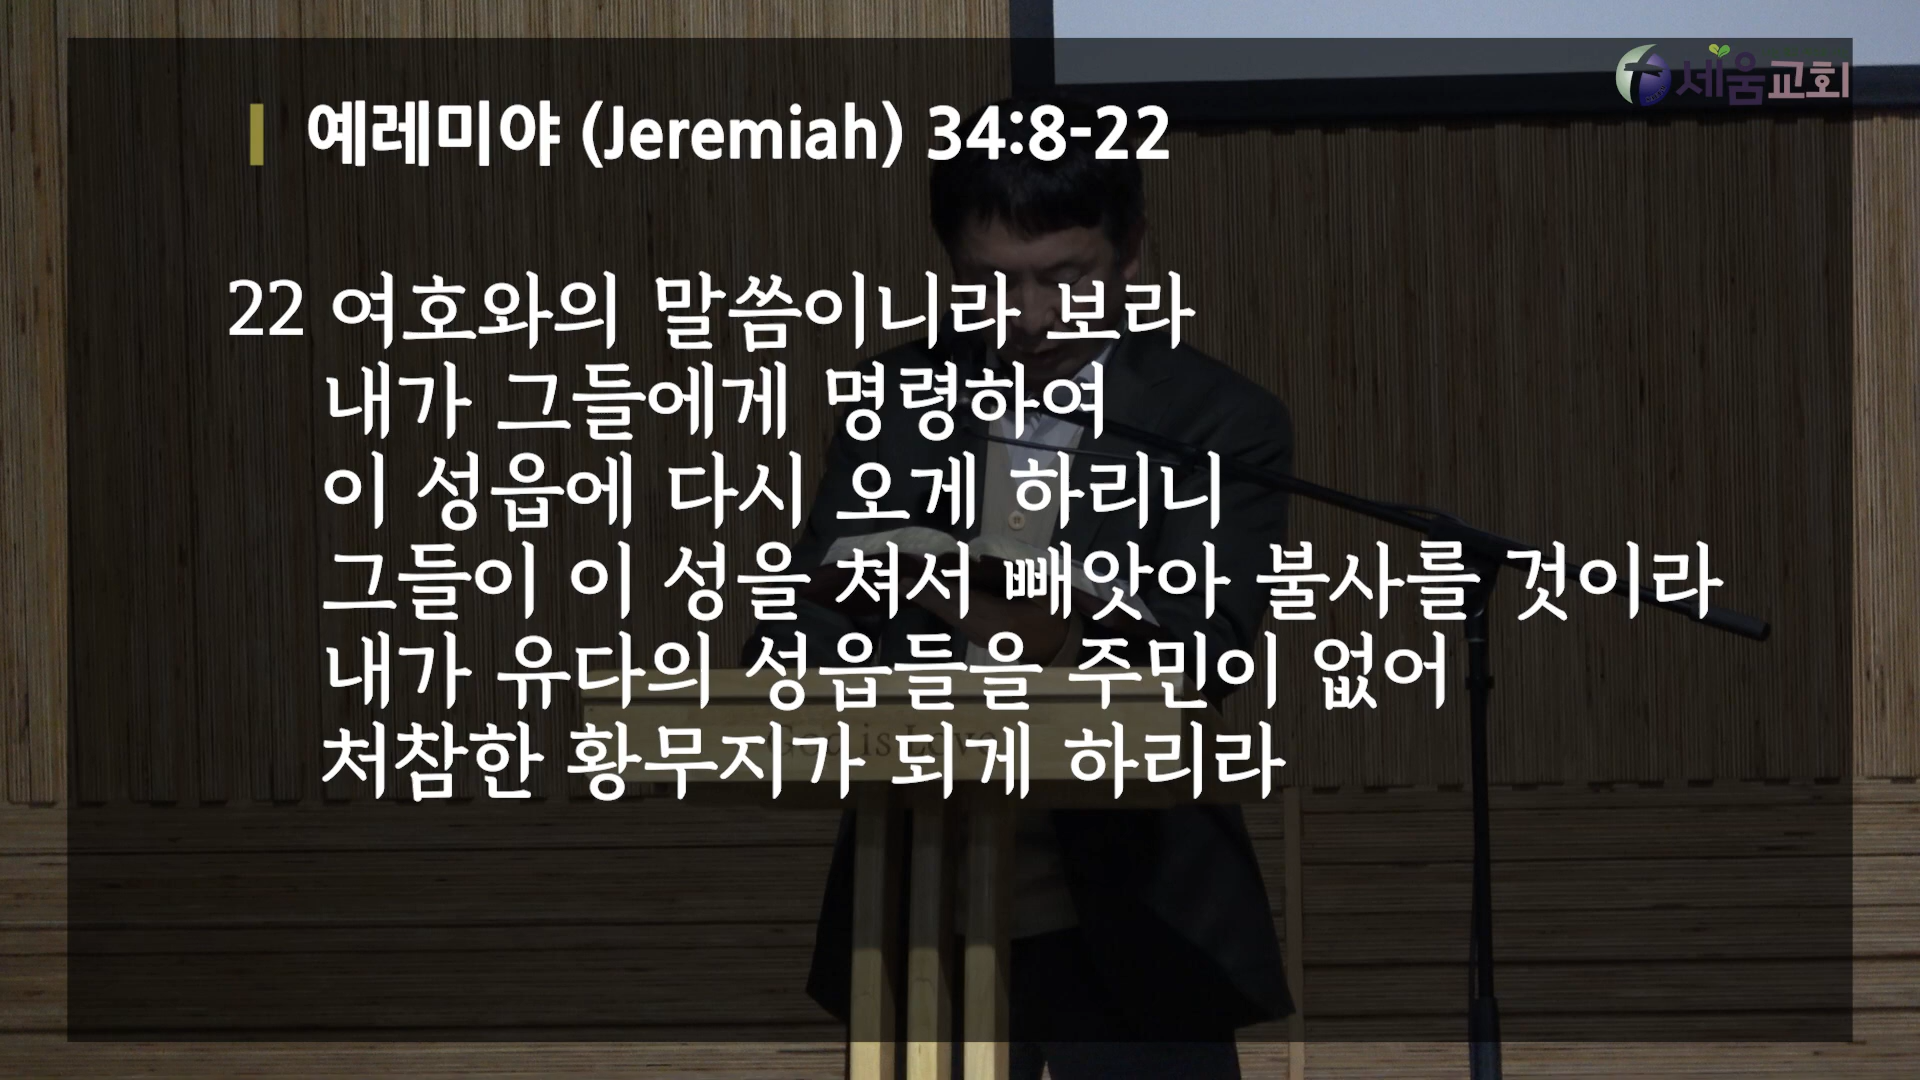 세움교회
예레미야 (Jeremiah) 34:8-22
22 여호와의 말씀이니라 보라
내가 그들에게 명령하여
이 성읍에 다시 오게 하리니
그들이 이 성을 쳐서 빼앗아 불사를 것이라
내가 유다의 성읍들을 주민이 없어
처참한 황무지가 되게 하리라
God is Love